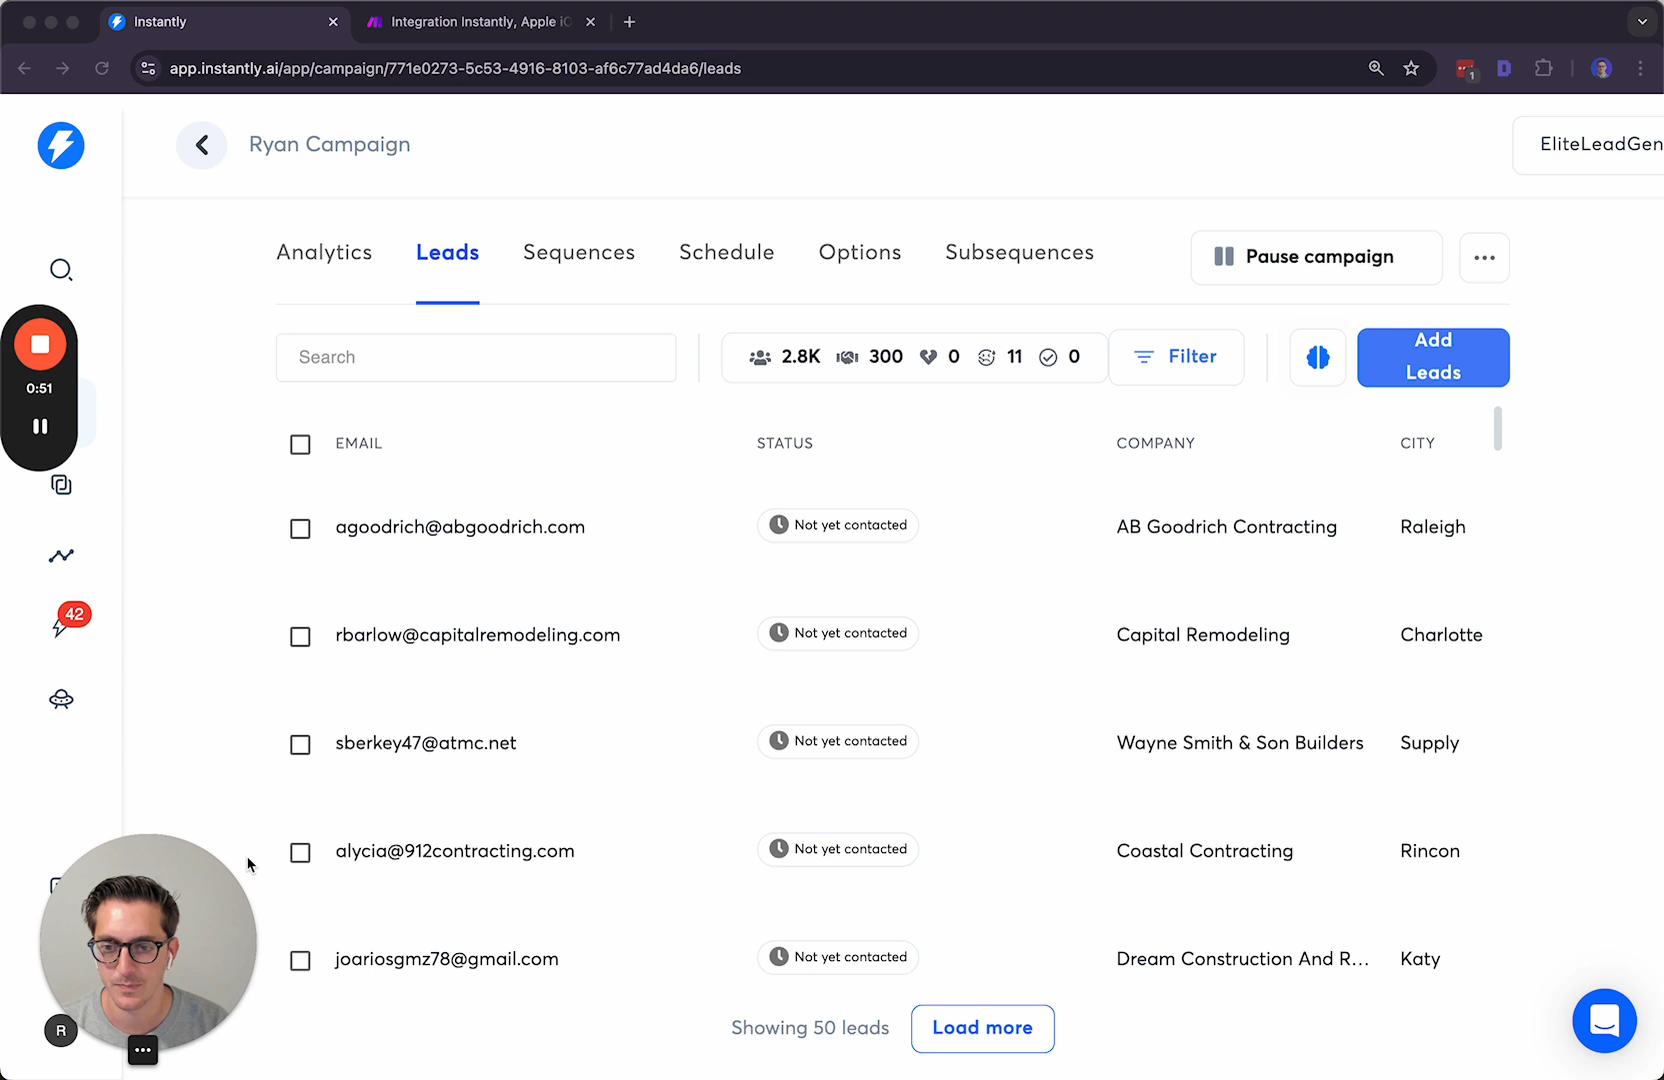 Instantly
Integration Instantly, Apple iO
app.instantly.ai/app/campaign/771e0273-5c53-4916-8103-af6c77ad4da6/leads
1
D
Ryan Campaign
EliteLeadGen
Analytics
Leads
Sequences
Schedule
Options
Subsequences
Pause campaign
Search
2.8K
300
0
11
0
Filter
Add
Leads
0:51
EMAIL
STATUS
COMPANY
CITY
agoodrich@abgoodrich.com
Not yet contacted
AB Goodrich Contracting
Raleigh
42
rbarlow@capitalremodeling.com
Not yet contacted
Capital Remodeling
Charlotte
sberkey47@atmc.net
Not yet contacted
Wayne Smith & Son Builders
Supply
alycia@912contracting.com
Not yet contacted
Coastal Contracting
Rincon
joariosgmz78@gmail.com
Not yet contacted
Dream Construction And R...
Katy
Showing 50 leads
Load more
R